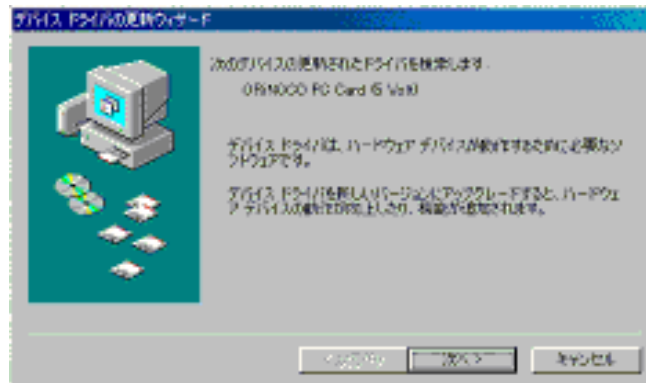 デバイス ドライバの更新ウィザード
次のデバイスの更新されたドライバを検索します.
ORiNOCO PC Card (5 Volt)
デバイス ドライバは、ハードウェア デバイスが動作するために必要なソ
フトウェアです。
デバイス ドライバを新しいバージョンにアップグレードすると、ハードウェ
ア デバイスの動作が向上したり、機能が追加されます。
< 戻る(B)
次へ >
キャンセル